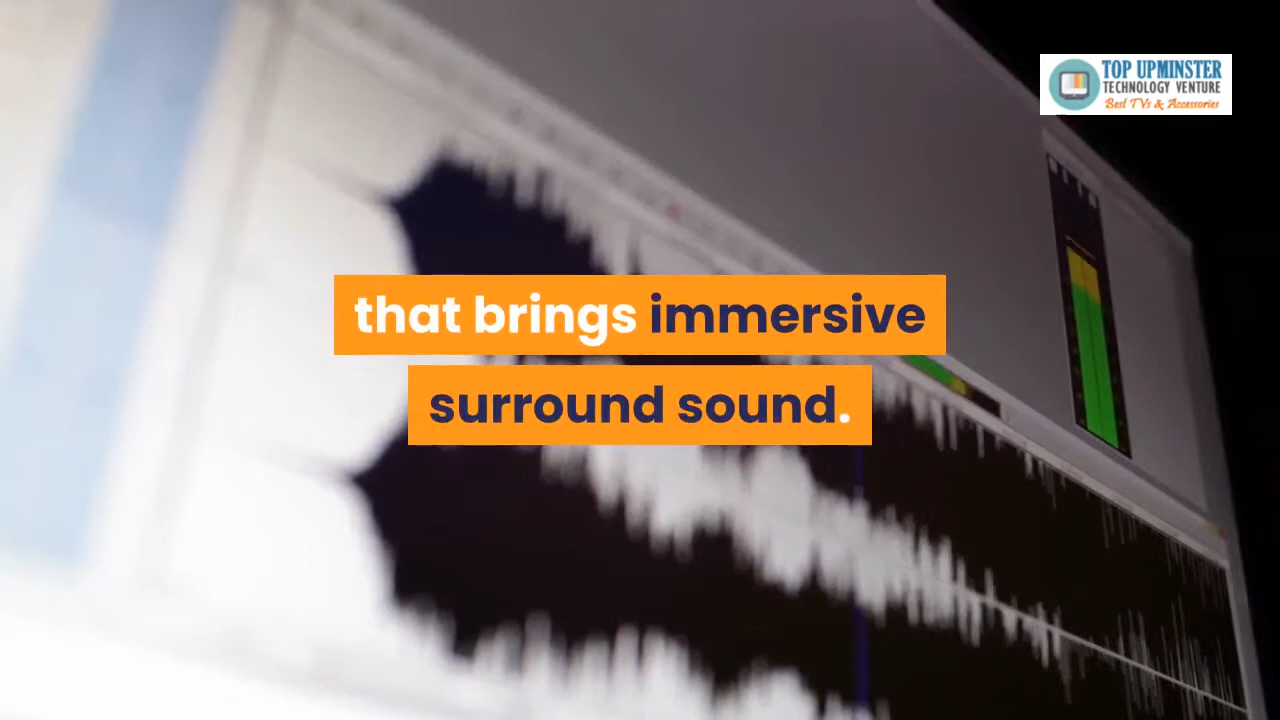 TOP UPMINSTER
TECHNOLOGY VENTURE
Best TVs & Accessories
that brings immersive
surround sound.